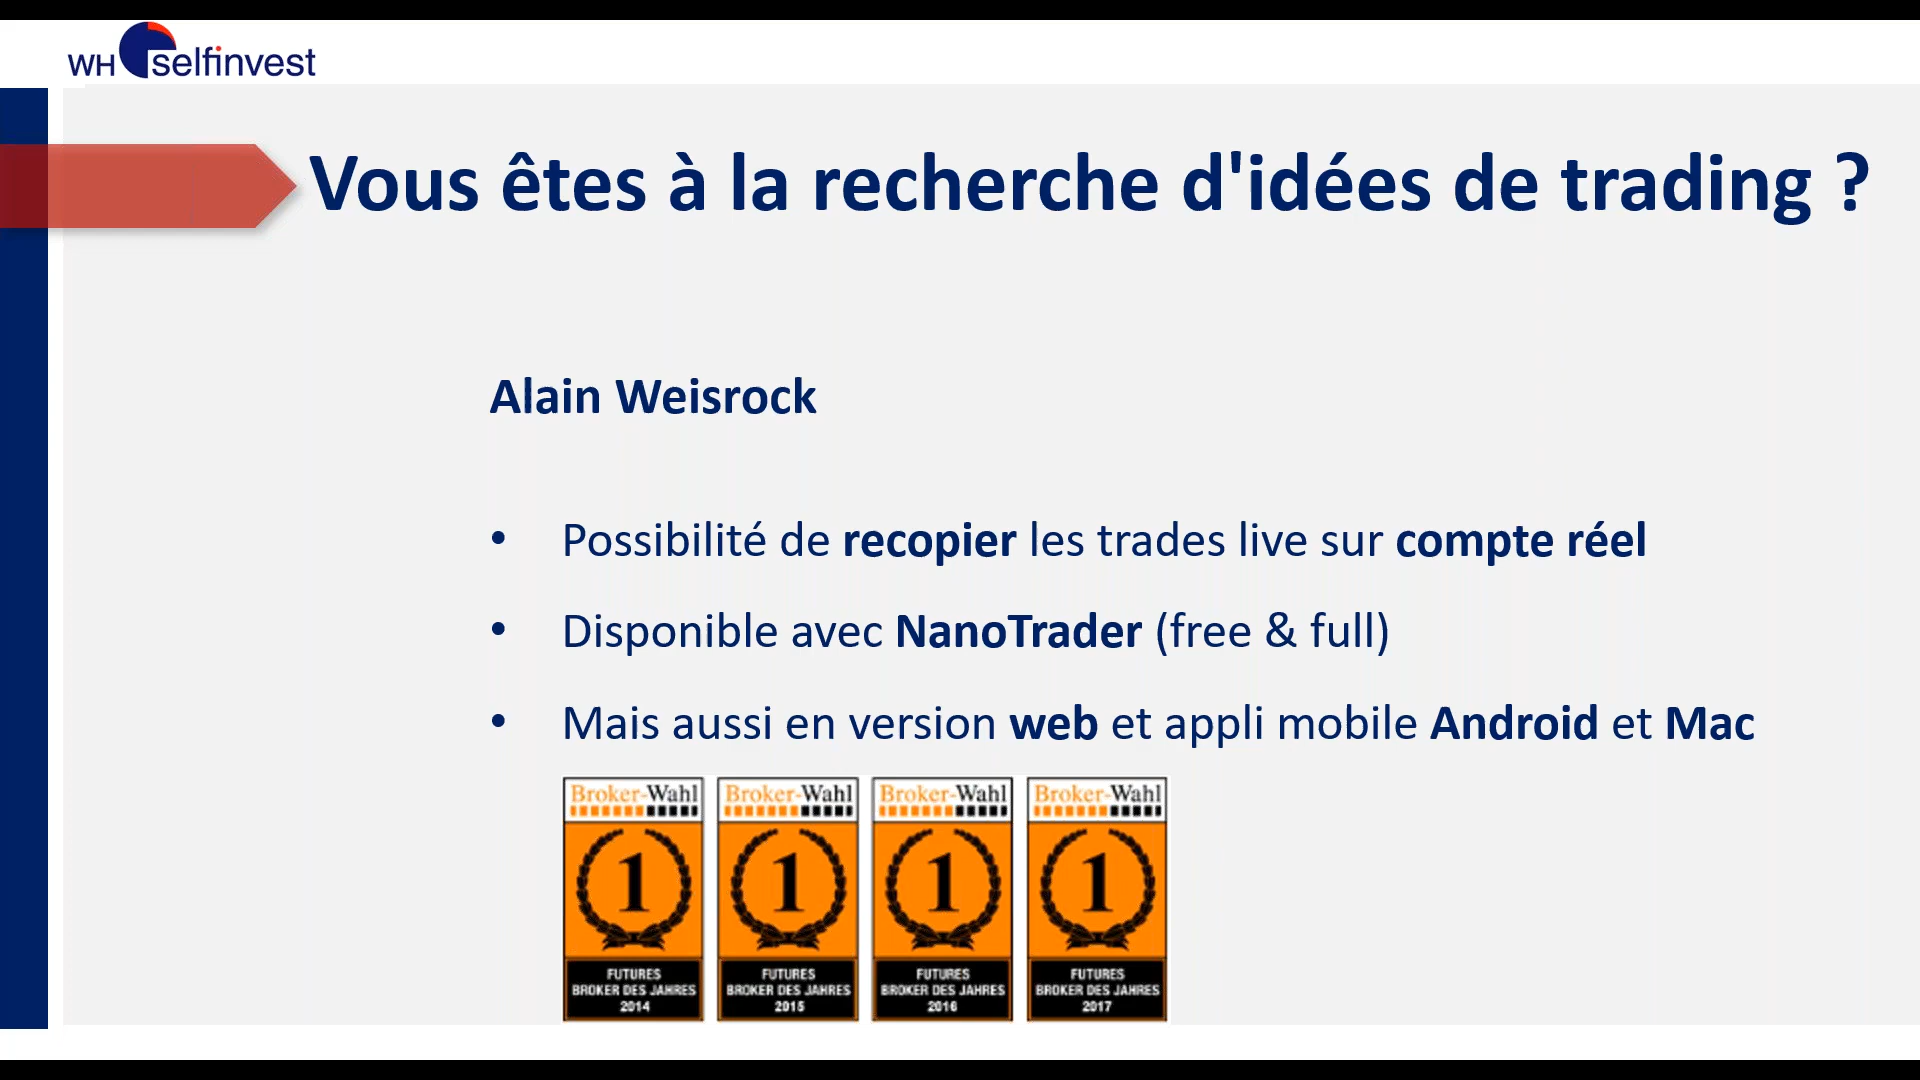 WH selfinvest
Vous êtes à la recherche d'idées de trading ?
Alain Weisrock
• Possibilité de recopier les trades live sur compte réel
• Disponible avec NanoTrader (free & full)
• Mais aussi en version web et appli mobile Android et Mac
Broker-Wahl
1
FUTURES
BROKER DES JAHRES
2014
Broker-Wahl
1
FUTURES
BROKER DES JAHRES
2015
Broker-Wahl
1
FUTURES
BROKER DES JAHRES
2016
Broker-Wahl
1
FUTURES
BROKER DES JAHRES
2017